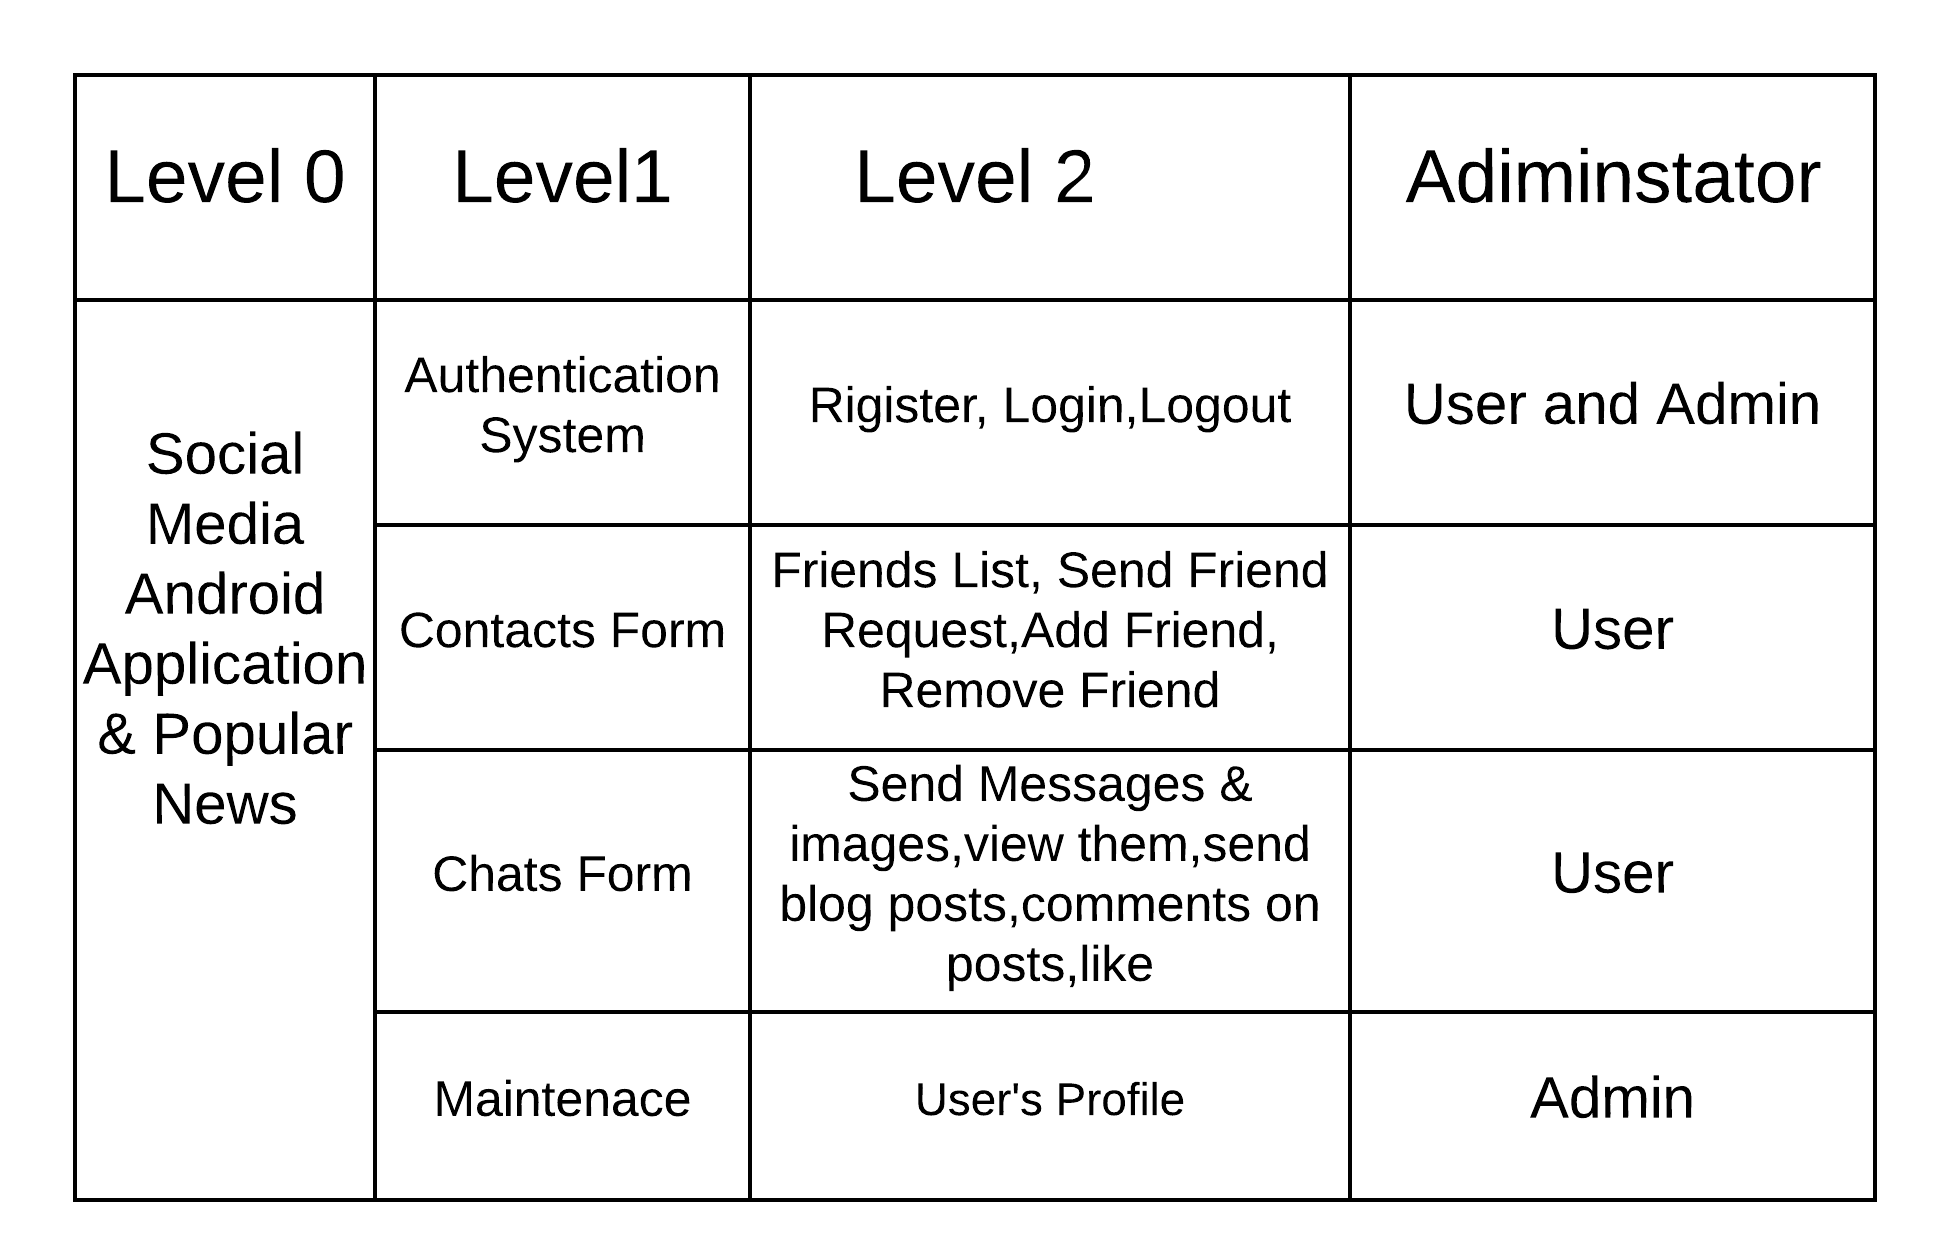 Level 0
Level1
Level 2
Adiminstator
Social
Media
Android
Application
& Popular
News
Authentication
System
Rigister, Login,Logout
User and Admin
Contacts Form
Friends List, Send Friend
Request,Add Friend,
Remove Friend
User
Chats Form
Send Messages &
images,view them,send
blog posts,comments on
posts,like
User
Maintenace
User's Profile
Admin